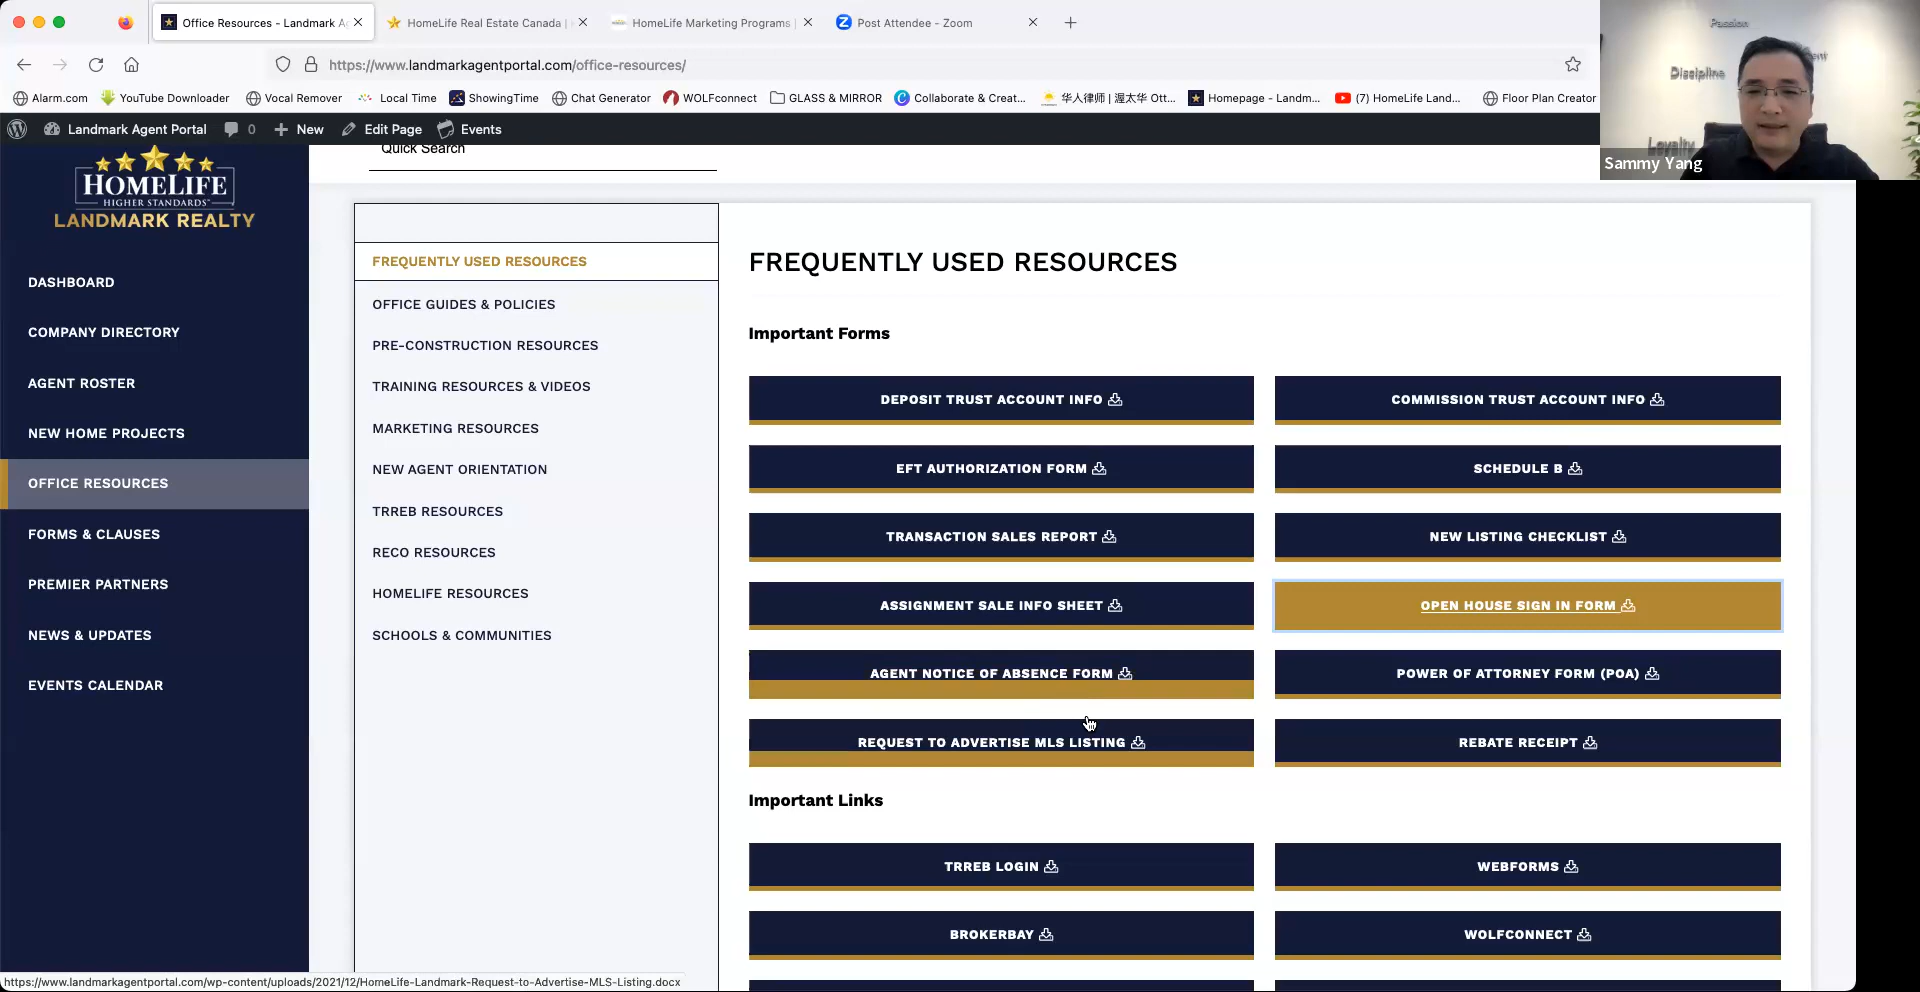 Office Resources - Landmark A
HomeLife Real Estate Canada |
HomeLife Marketing Programs |
Post Attendee - Zoom
https://www.landmarkagentportal.com/office-resources/
Alarm.com
YouTube Downloader
Vocal Remover
Local Time
ShowingTime
Chat Generator
WOLFconnect
GLASS & MIRROR
Collaborate & Creat...
华人律师 | 渥太华 Ott...
Homepage - Landm...
(7) HomeLife Land...
Floor Plan Creator
Landmark Agent Portal
0
New
Edit Page
Events
Passion
Discipline
Loyalty
Sammy Yang
HOMELIFE
HIGHER STANDARDS
LANDMARK REALTY
DASHBOARD
COMPANY DIRECTORY
AGENT ROSTER
NEW HOME PROJECTS
OFFICE RESOURCES
FORMS & CLAUSES
PREMIER PARTNERS
NEWS & UPDATES
EVENTS CALENDAR
Quick Search
FREQUENTLY USED RESOURCES
OFFICE GUIDES & POLICIES
PRE-CONSTRUCTION RESOURCES
TRAINING RESOURCES & VIDEOS
MARKETING RESOURCES
NEW AGENT ORIENTATION
TRREB RESOURCES
RECO RESOURCES
HOMELIFE RESOURCES
SCHOOLS & COMMUNITIES
FREQUENTLY USED RESOURCES
Important Forms
DEPOSIT TRUST ACCOUNT INFO
COMMISSION TRUST ACCOUNT INFO
EFT AUTHORIZATION FORM
SCHEDULE B
TRANSACTION SALES REPORT
NEW LISTING CHECKLIST
ASSIGNMENT SALE INFO SHEET
OPEN HOUSE SIGN IN FORM
AGENT NOTICE OF ABSENCE FORM
POWER OF ATTORNEY FORM (POA)
REQUEST TO ADVERTISE MLS LISTING
REBATE RECEIPT
Important Links
TRREB LOGIN
WEBFORMS
BROKERBAY
WOLFCONNECT
https://www.landmarkagentportal.com/wp-content/uploads/2021/12/HomeLife-Landmark-Request-to-Advertise-MLS-Listing.docx